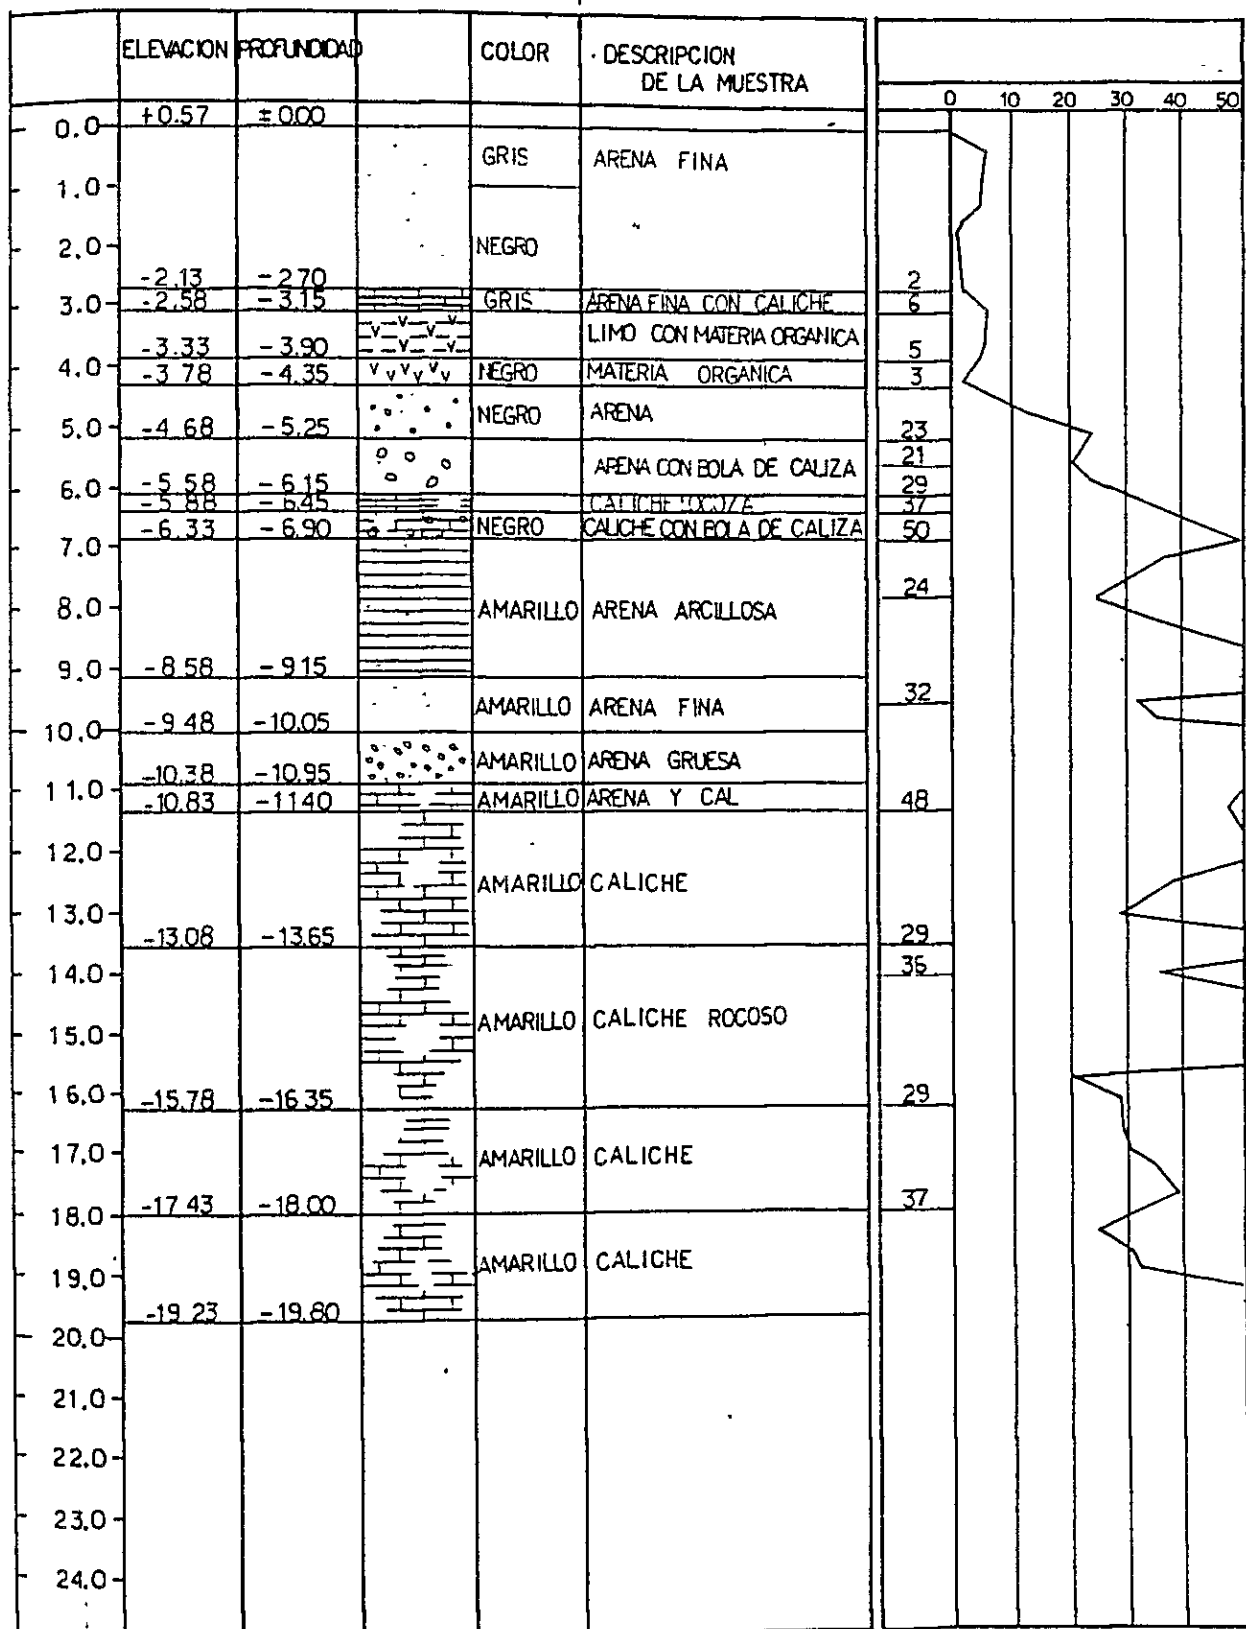 ELEVACION PROFUNDIDAD COLOR DESCRIPCION
DE LA MUESTRA
0 10 20 30 40 50
+0.57 ±0.00
0.0
GRIS ARENA FINA
1.0
2.0 NEGRO
-2.13 -2.70 2
-2.58 -3.15 GRIS ARENA FINA CON CALICHE 6
3.0
LIMO CON MATERIA ORGANICA
-3.33 -3.90 5
4.0
-3.78 -4.35 NEGRO MATERIA ORGANICA 3
NEGRO ARENA
5.0 -4.68 -5.25 23
ARENA CON BOLA DE CALIZA 21
6.0 -5.58 -6.15 29
-5.88 -6.45 CALICHE 37
-6.33 -6.90 NEGRO CALICHE CON BOLA DE CALIZA 50
7.0
24
8.0 AMARILLO ARENA ARCILLOSA
9.0 -8.58 -9.15
AMARILLO ARENA FINA 32
10.0 -9.48 -10.05
AMARILLO ARENA GRUESA
-10.38 -10.95
11.0
-10.83 -11.40 AMARILLO ARENA Y CAL 48
12.0
AMARILLO CALICHE
13.0
-13.08 -13.65 29
14.0 36
15.0 AMARILLO CALICHE ROCOSO
16.0 -15.78 -16.35 29
17.0 AMARILLO CALICHE
-17.43 -18.00 37
18.0
AMARILLO CALICHE
19.0
-19.23 -19.80
20.0
21.0
22.0
23.0
24.0